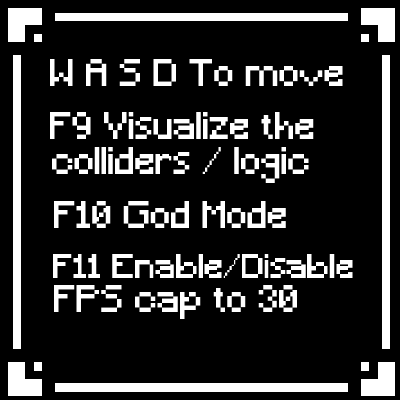 W A S D To move
F9 Visualize the
colliders / logic
F10 God Mode
F11 Enable/Disable
FPS cap to 30